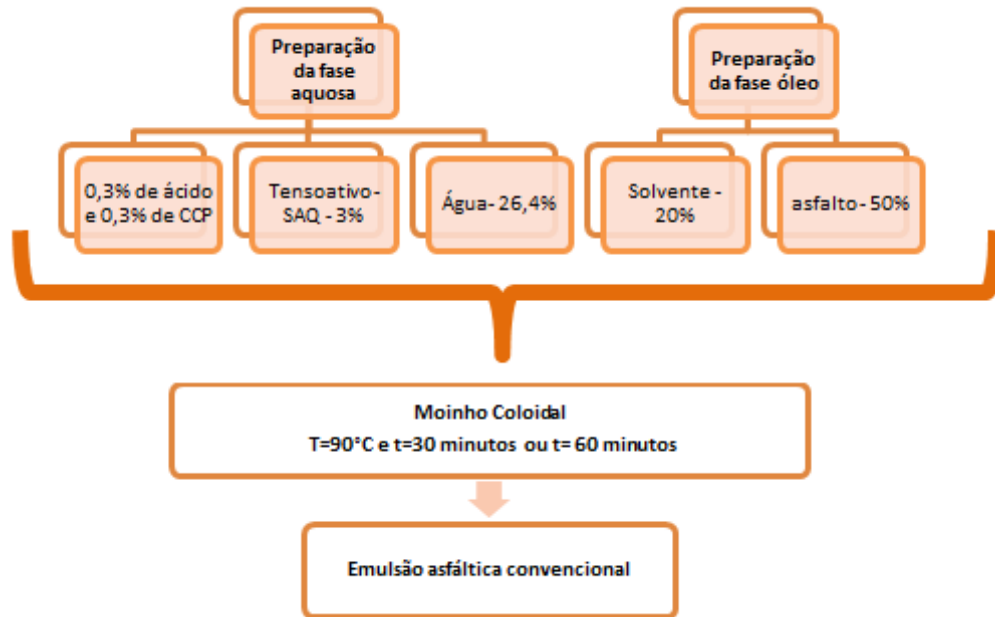 Preparação
da fase
aquosa
Preparação
da fase óleo
0,3% de ácido
e 0,3% de CCP
Tensoativo -
SAQ - 3%
Água- 26,4%
Solvente -
20%
asfalto- 50%
Moinho Coloidal
T=90°C e t=30 minutos ou t= 60 minutos
Emulsão asfáltica convencional